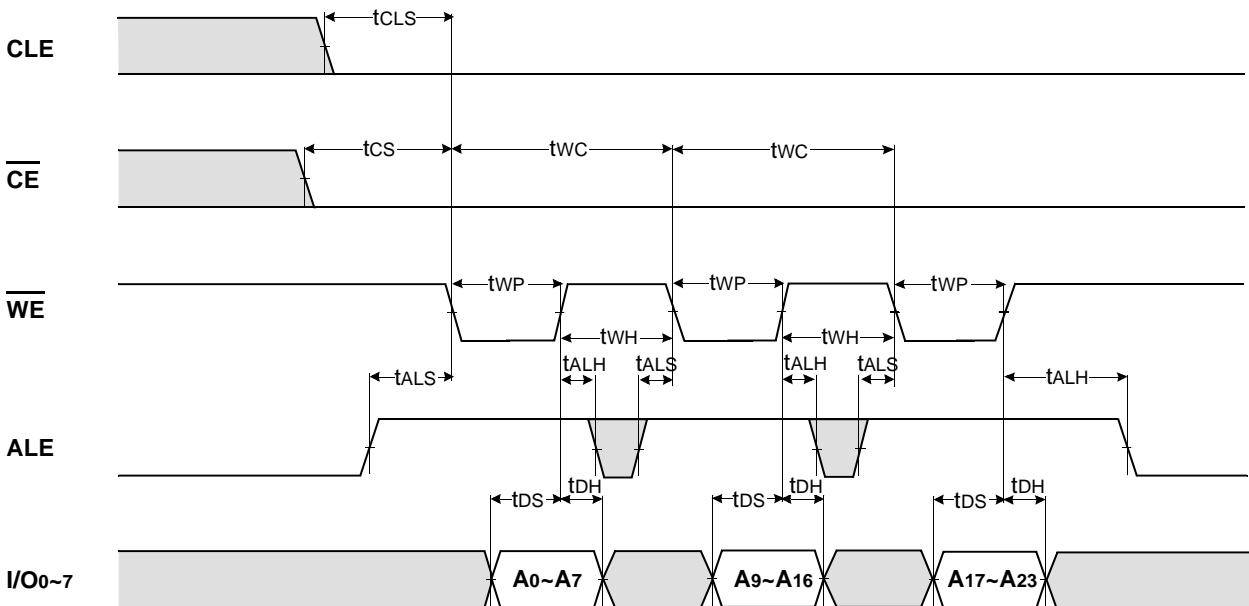 tCLS
CLE
tCS tWC tWC
CE
tWP tWP tWP
WE
tWH tWH
tALH tALS tALH tALS
tALS tALH
ALE
tDS tDH tDS tDH tDS tDH
I/O0~7 A0~A7 A9~A16 A17~A23